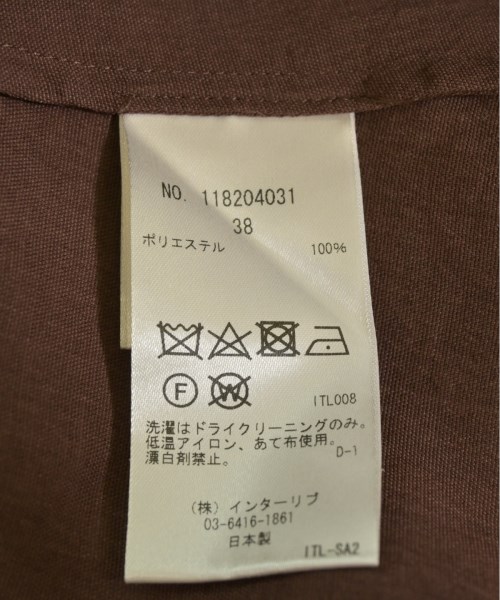 NO. 118204031
38
ポリエステル 100%
F W ITL008
洗濯はドライクリーニングのみ。
低温アイロン、あて布使用。
漂白剤禁止。 D-1
(株) インターリブ
03-6416-1861
日本製
ITL-SA2